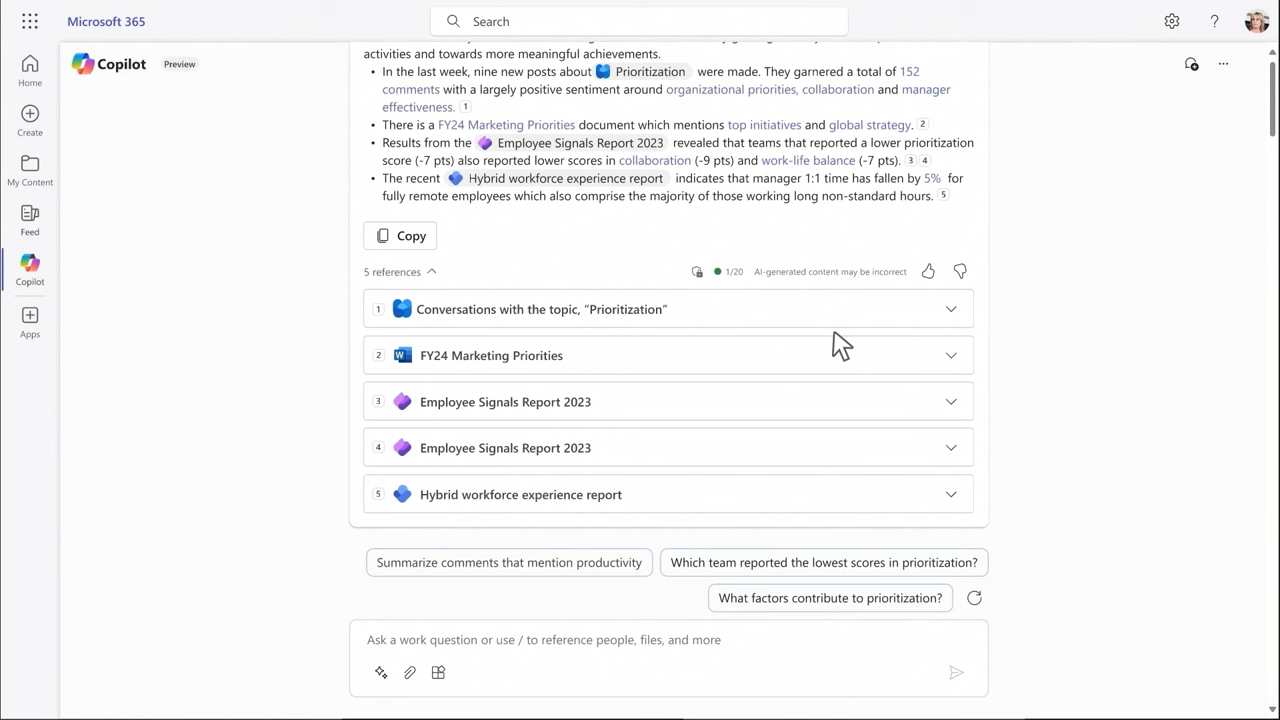 Microsoft 365
Search
?
Copilot Preview
Home
Create
My Content
Feed
Copilot
Apps
activities and towards more meaningful achievements.
• In the last week, nine new posts about Prioritization were made. They garnered a total of 152
comments with a largely positive sentiment around organizational priorities, collaboration and manager
effectiveness. 1
• There is a FY24 Marketing Priorities document which mentions top initiatives and global strategy. 2
• Results from the Employee Signals Report 2023 revealed that teams that reported a lower prioritization
score (-7 pts) also reported lower scores in collaboration (-9 pts) and work-life balance (-7 pts). 3 4
• The recent Hybrid workforce experience report indicates that manager 1:1 time has fallen by 5% for
fully remote employees which also comprise the majority of those working long non-standard hours. 5
Copy
5 references 1/20 AI-generated content may be incorrect
1 Conversations with the topic, “Prioritization”
2 W FY24 Marketing Priorities
3 Employee Signals Report 2023
4 Employee Signals Report 2023
5 Hybrid workforce experience report
Summarize comments that mention productivity
Which team reported the lowest scores in prioritization?
What factors contribute to prioritization?
Ask a work question or use / to reference people, files, and more